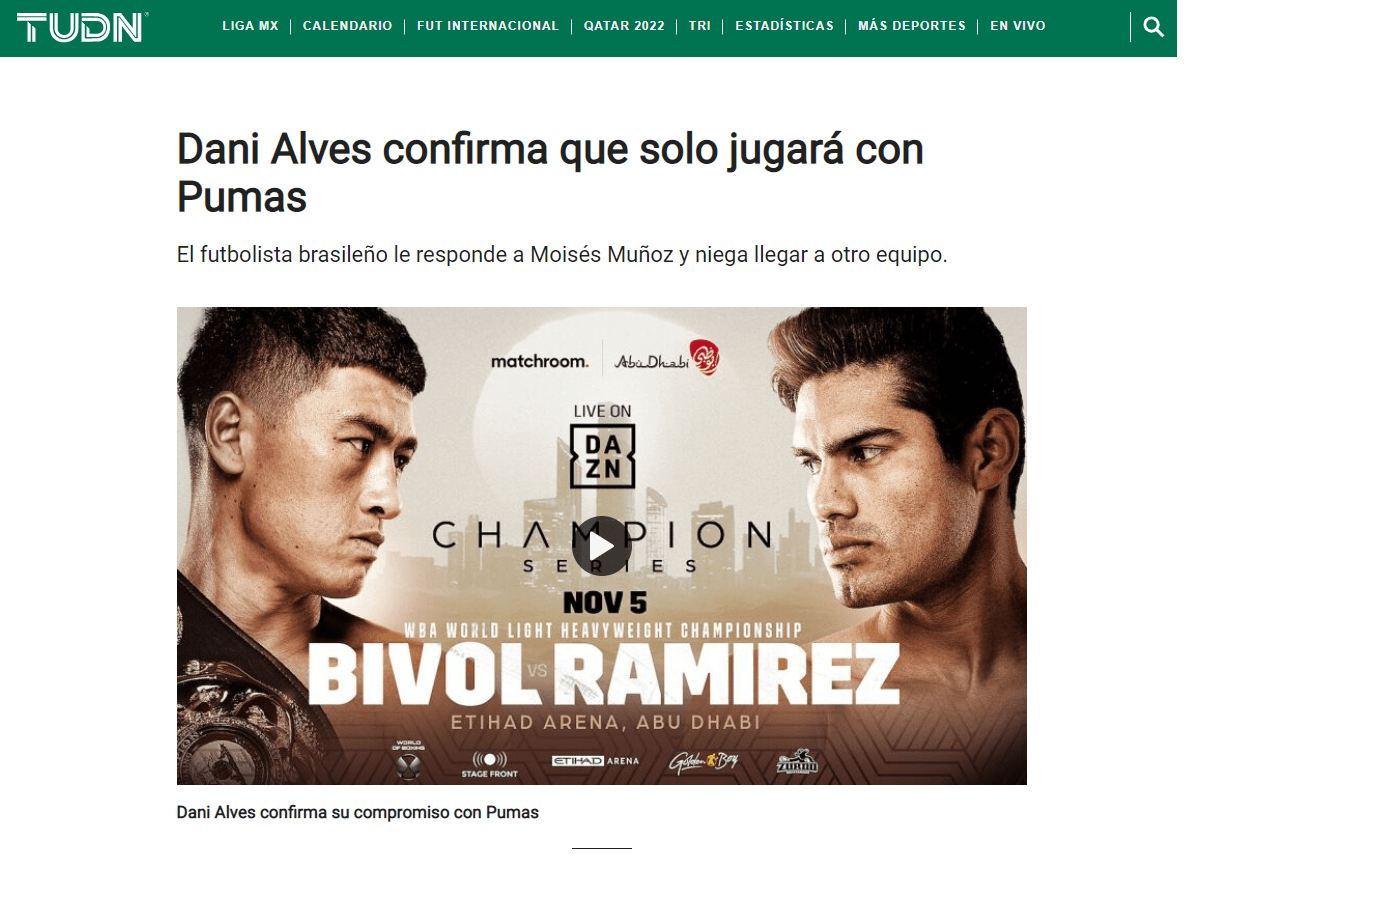 TUDN
LIGA MX
CALENDARIO
FUT INTERNACIONAL
QATAR 2022
TRI
ESTADÍSTICAS
MÁS DEPORTES
EN VIVO
Dani Alves confirma que solo jugará con
Pumas
El futbolista brasileño le responde a Moisés Muñoz y niega llegar a otro equipo.
matchroom.
Abu Dhabi
أبوظبي
LIVE ON
DA
ZN
CHAMPION
SERIES
NOV 5
WBA WORLD LIGHT HEAVYWEIGHT CHAMPIONSHIP
BIVOL VS RAMIREZ
ETIHAD ARENA, ABU DHABI
WORLD
OF BOXING
STAGE FRONT
ETIHAD ARENA
Golden Boy
ZURDO
Dani Alves confirma su compromiso con Pumas